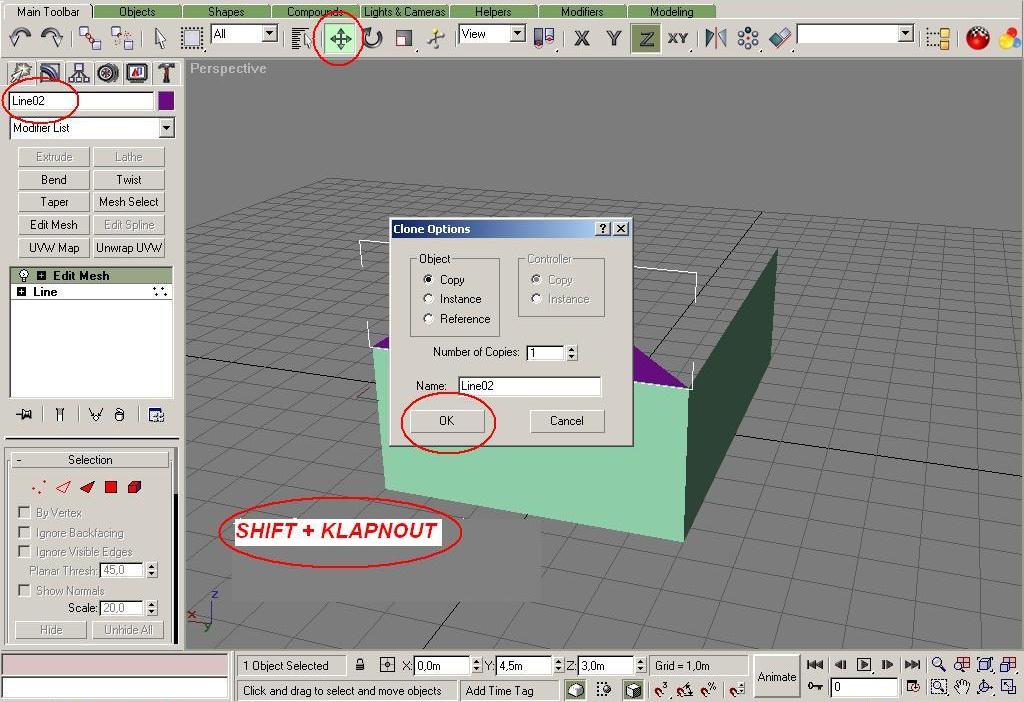 Main Toolbar Objects Shapes Compounds Lights & Cameras Helpers Modifiers Modeling
All View X Y Z XY
Perspective
Line02
Modifier List
Extrude Lathe
Bend Twist
Taper Mesh Select
Edit Mesh Edit Spline
UVW Map Unwrap UVW
Edit Mesh
Line
Clone Options
Object Controller
Copy Copy
Instance Instance
Reference
Number of Copies: 1
Name: Line02
OK Cancel
- Selection
By Vertex
Ignore Backfacing
Ignore Visible Edges
Planar Thresh: 45,0
Show Normals
Scale: 20,0
Hide Unhide All
SHIFT + KLAPNOUT
z
x
y
1 Object Selected X: 0,0m Y: 4,5m Z: 3,0m Grid = 1,0m
Animate
Click and drag to select and move objects Add Time Tag 0